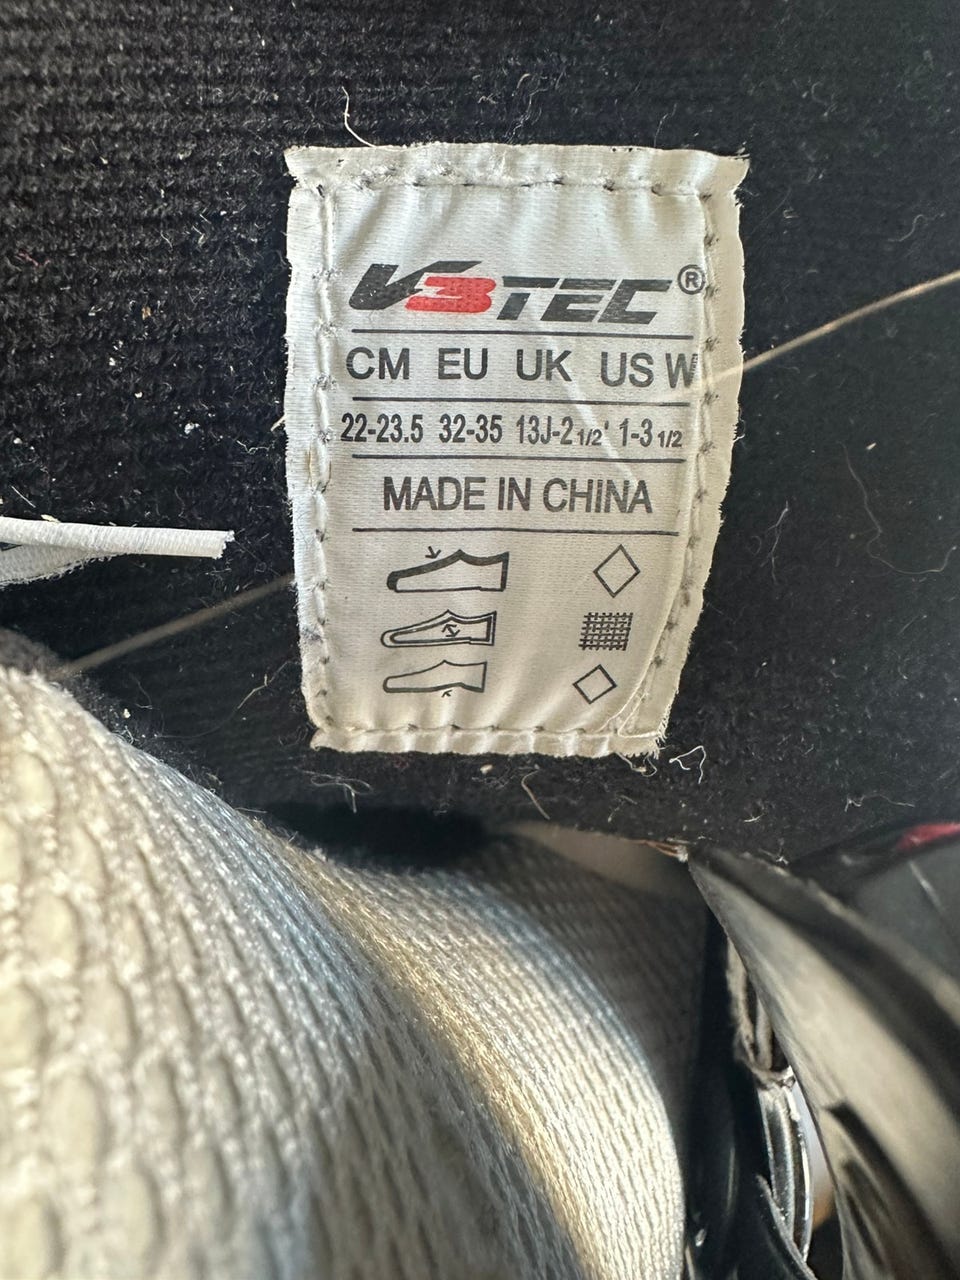 V3TEC®
CM EU UK US W
22-23.5 32-35 13J-2 1/2' 1-3 1/2
MADE IN CHINA